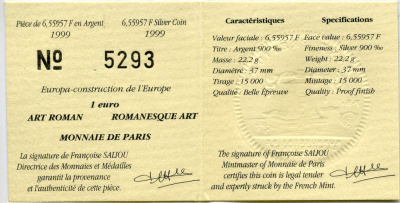 Pièce de 6,55957 F en Argent 6,55957 F Silver Coin
1999 1999
Nº 5293
Europa-construction de l'Europe
1 euro
ART ROMAN ROMANESQUE ART
MONNAIE DE PARIS
La signature de Françoise SALIOU
Directrice des Monnaies et Médailles
garantit la provenance
et l'authenticité de cette pièce.
Caractéristiques Specifications
Valeur faciale : 6,55957 F Face value : 6,55957 F
Titre : Argent 900 ‰ Fineness : Silver 900 ‰
Masse : 22,2 g Weight : 22,2 g
Diamètre : 37 mm Diameter : 37 mm
Tirage : 15 000 Mintage : 15 000
Qualité : Belle Épreuve Quality : Proof finish
The signature of Françoise SALIOU
Mintmaster of Monnaie de Paris
certifies this coin is legal tender
and expertly struck by the French Mint.